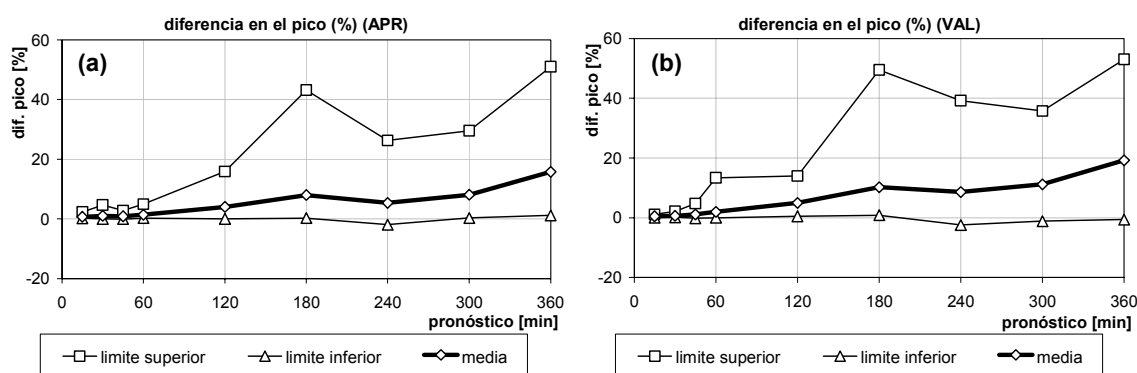 diferencia en el pico (%) (APR)
(a)
dif. pico [%]
60
40
20
0
-20
0 60 120 180 240 300 360
pronóstico [min]
limite superior limite inferior media
diferencia en el pico (%) (VAL)
(b)
dif. pico [%]
60
40
20
0
-20
0 60 120 180 240 300 360
pronóstico [min]
limite superior limite inferior media